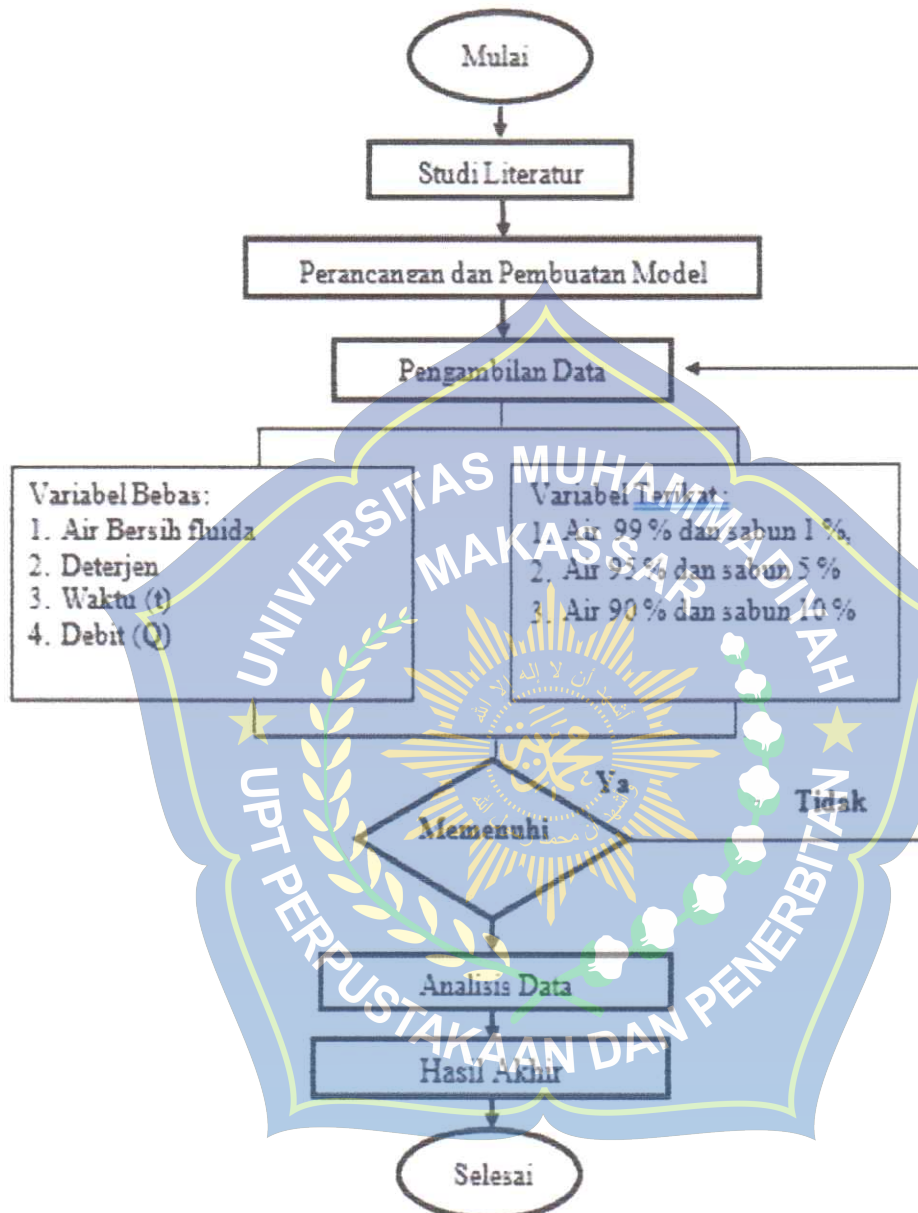 Mulai
Studi Literatur
Perancangan dan Pembuatan Model
Pengambilan Data
Variabel Bebas:
1. Air Bersih fluida
2. Deterjen
3. Waktu (t)
4. Debit (Q)
Variabel Terikat:
1. Air 99 % dan sabun 1 %,
2. Air 95 % dan sabun 5 %
3. Air 90 % dan sabun 10 %
Ya
Tidak
Memenuhi
Analisis Data
Hasil Akhir
Selesai
UNIVERSITAS MUHAMMADIYAH
MAKASSAR
UPT PERPUSTAKAAN DAN PENERBITAN
محمد